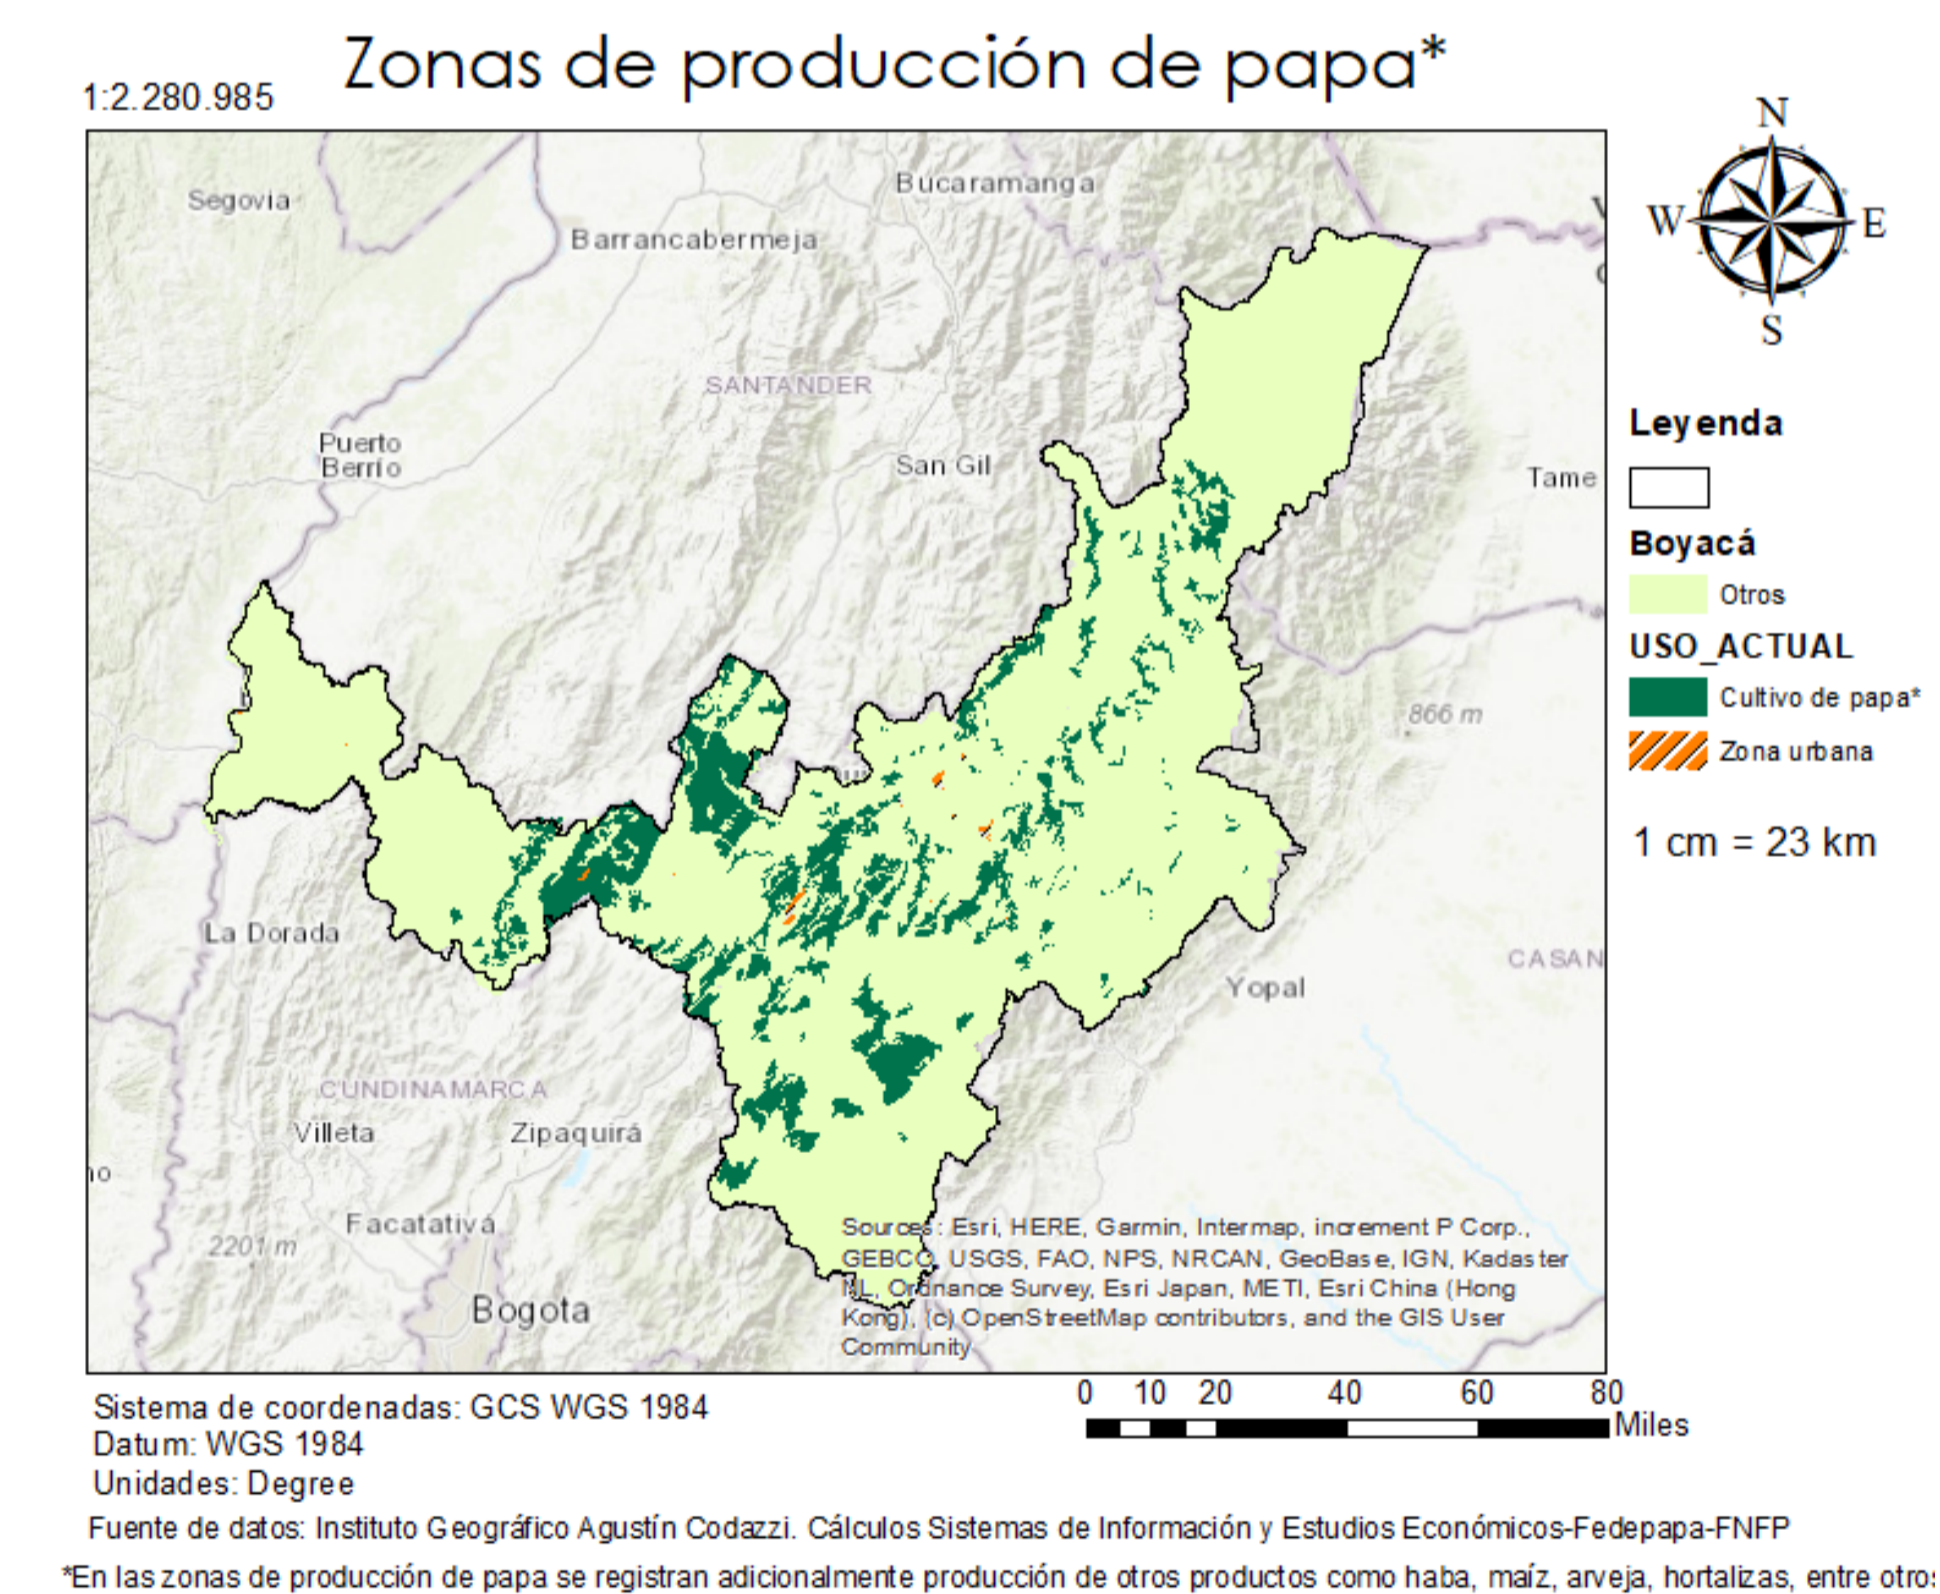 Zonas de producción de papa*
1:2.280.985
N
W
E
S
Segovia
Bucaramanga
Barrancabermeja
SANTANDER
Puerto
Berrío
San Gil
Tame
866 m
La Dorada
Yopal
CASAN
CUNDINAMARCA
Villeta
Zipaquirá
Facatativá
2201 m
Bogota
Sources: Esri, HERE, Garmin, Intermap, increment P Corp.,
GEBCO, USGS, FAO, NPS, NRCAN, GeoBase, IGN, Kadaster
NL, Ordnance Survey, Esri Japan, METI, Esri China (Hong
Kong), (c) OpenStreetMap contributors, and the GIS User
Community
Leyenda
Boyacá
Otros
USO_ACTUAL
Cultivo de papa*
Zona urbana
1 cm = 23 km
0 10 20 40 60 80
Miles
Sistema de coordenadas: GCS WGS 1984
Datum: WGS 1984
Unidades: Degree
Fuente de datos: Instituto Geográfico Agustín Codazzi. Cálculos Sistemas de Información y Estudios Económicos-Fedepapa-FNFP
*En las zonas de producción de papa se registran adicionalmente producción de otros productos como haba, maíz, arveja, hortalizas, entre otros